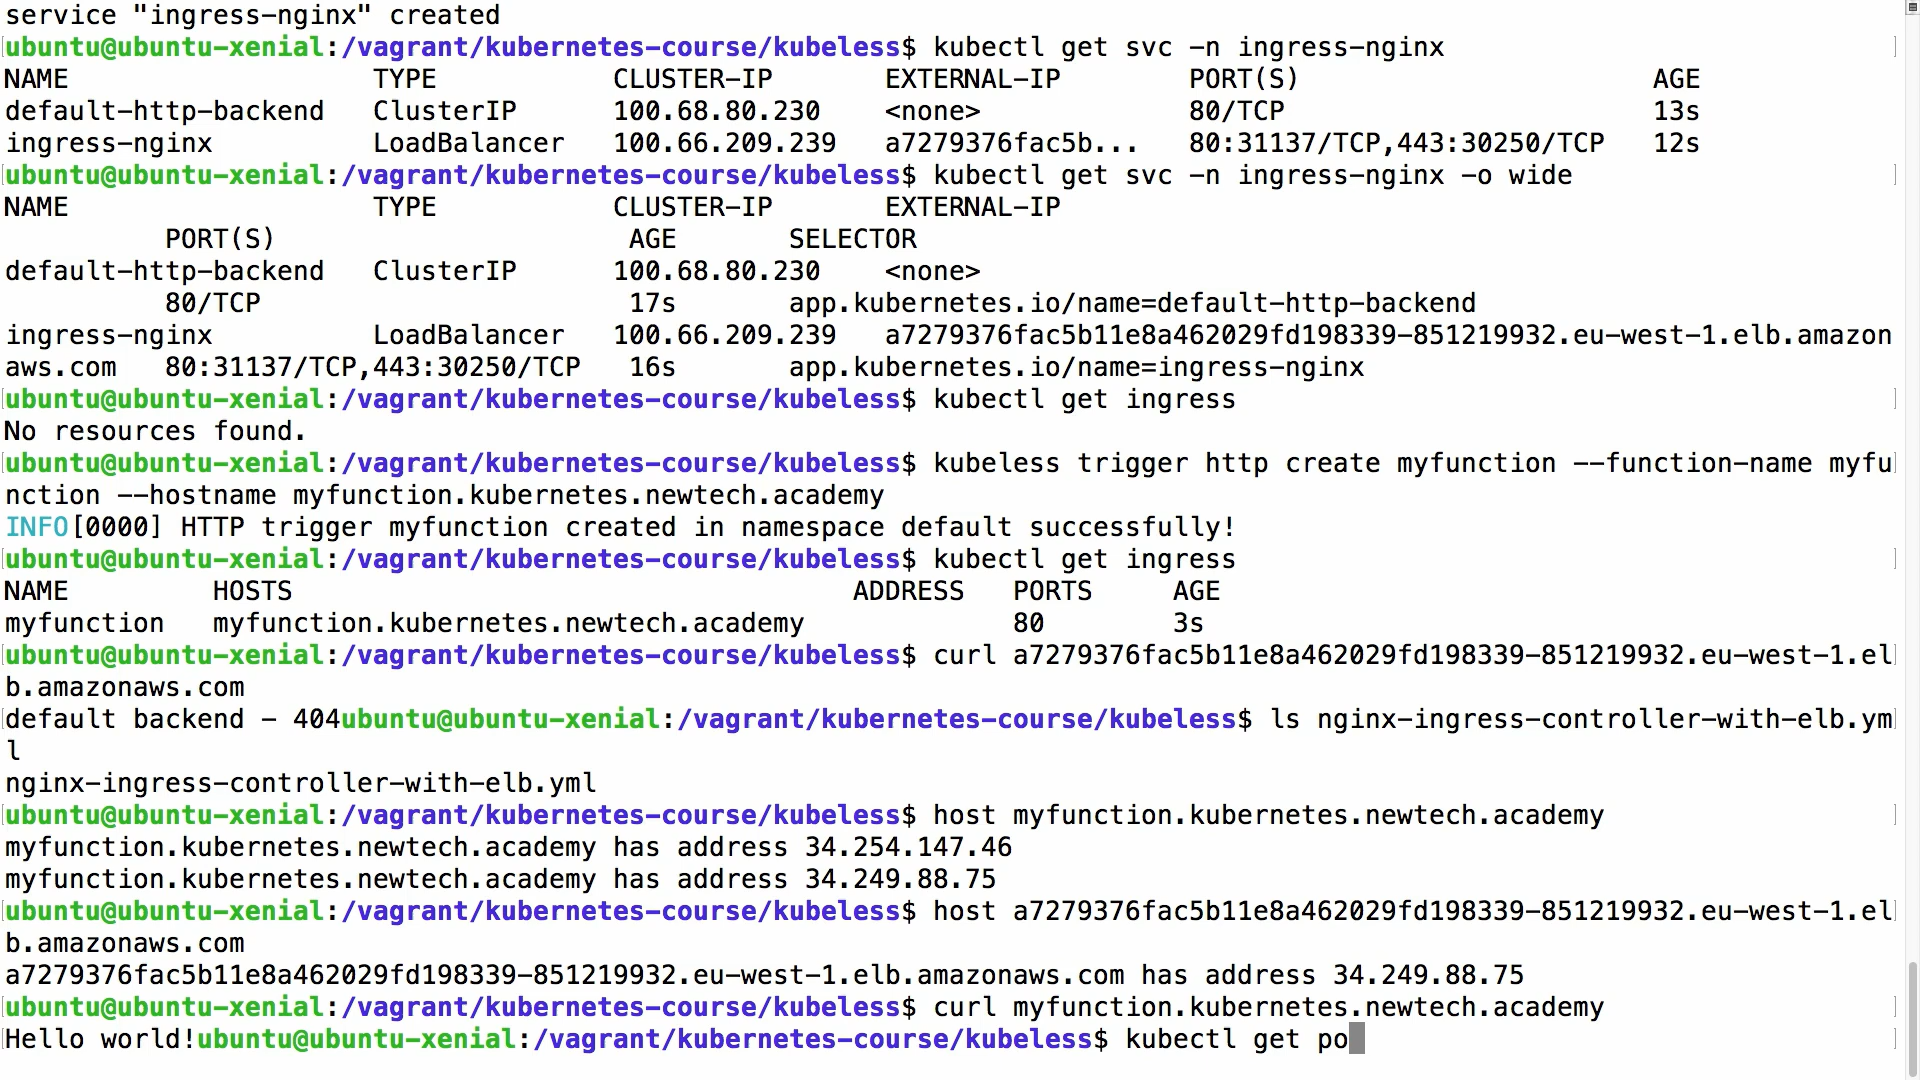 service "ingress-nginx" created
ubuntu@ubuntu-xenial:/vagrant/kubernetes-course/kubeless$ kubectl get svc -n ingress-nginx
NAME                   TYPE           CLUSTER-IP       EXTERNAL-IP        PORT(S)                      AGE
default-http-backend   ClusterIP      100.68.80.230    <none>             80/TCP                       13s
ingress-nginx          LoadBalancer   100.66.209.239   a7279376fac5b...   80:31137/TCP,443:30250/TCP   12s
ubuntu@ubuntu-xenial:/vagrant/kubernetes-course/kubeless$ kubectl get svc -n ingress-nginx -o wide
NAME                   TYPE           CLUSTER-IP       EXTERNAL-IP
          PORT(S)                      AGE       SELECTOR
default-http-backend   ClusterIP      100.68.80.230    <none>
          80/TCP                       17s       app.kubernetes.io/name=default-http-backend
ingress-nginx          LoadBalancer   100.66.209.239   a7279376fac5b11e8a462029fd198339-851219932.eu-west-1.elb.amazon
aws.com   80:31137/TCP,443:30250/TCP   16s       app.kubernetes.io/name=ingress-nginx
ubuntu@ubuntu-xenial:/vagrant/kubernetes-course/kubeless$ kubectl get ingress
No resources found.
ubuntu@ubuntu-xenial:/vagrant/kubernetes-course/kubeless$ kubeless trigger http create myfunction --function-name myfu
nction --hostname myfunction.kubernetes.newtech.academy
INFO[0000] HTTP trigger myfunction created in namespace default successfully!
ubuntu@ubuntu-xenial:/vagrant/kubernetes-course/kubeless$ kubectl get ingress
NAME         HOSTS                                   ADDRESS   PORTS     AGE
myfunction   myfunction.kubernetes.newtech.academy             80        3s
ubuntu@ubuntu-xenial:/vagrant/kubernetes-course/kubeless$ curl a7279376fac5b11e8a462029fd198339-851219932.eu-west-1.el
b.amazonaws.com
default backend - 404ubuntu@ubuntu-xenial:/vagrant/kubernetes-course/kubeless$ ls nginx-ingress-controller-with-elb.ym
l
nginx-ingress-controller-with-elb.yml
ubuntu@ubuntu-xenial:/vagrant/kubernetes-course/kubeless$ host myfunction.kubernetes.newtech.academy
myfunction.kubernetes.newtech.academy has address 34.254.147.46
myfunction.kubernetes.newtech.academy has address 34.249.88.75
ubuntu@ubuntu-xenial:/vagrant/kubernetes-course/kubeless$ host a7279376fac5b11e8a462029fd198339-851219932.eu-west-1.el
b.amazonaws.com
a7279376fac5b11e8a462029fd198339-851219932.eu-west-1.elb.amazonaws.com has address 34.249.88.75
ubuntu@ubuntu-xenial:/vagrant/kubernetes-course/kubeless$ curl myfunction.kubernetes.newtech.academy
Hello world!ubuntu@ubuntu-xenial:/vagrant/kubernetes-course/kubeless$ kubectl get po